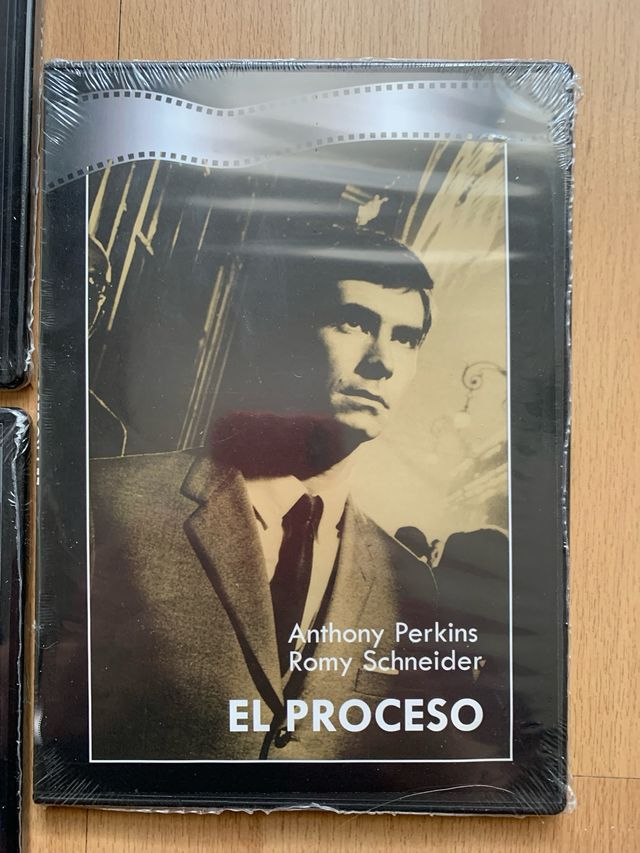 Anthony Perkins
Romy Schneider
EL PROCESO